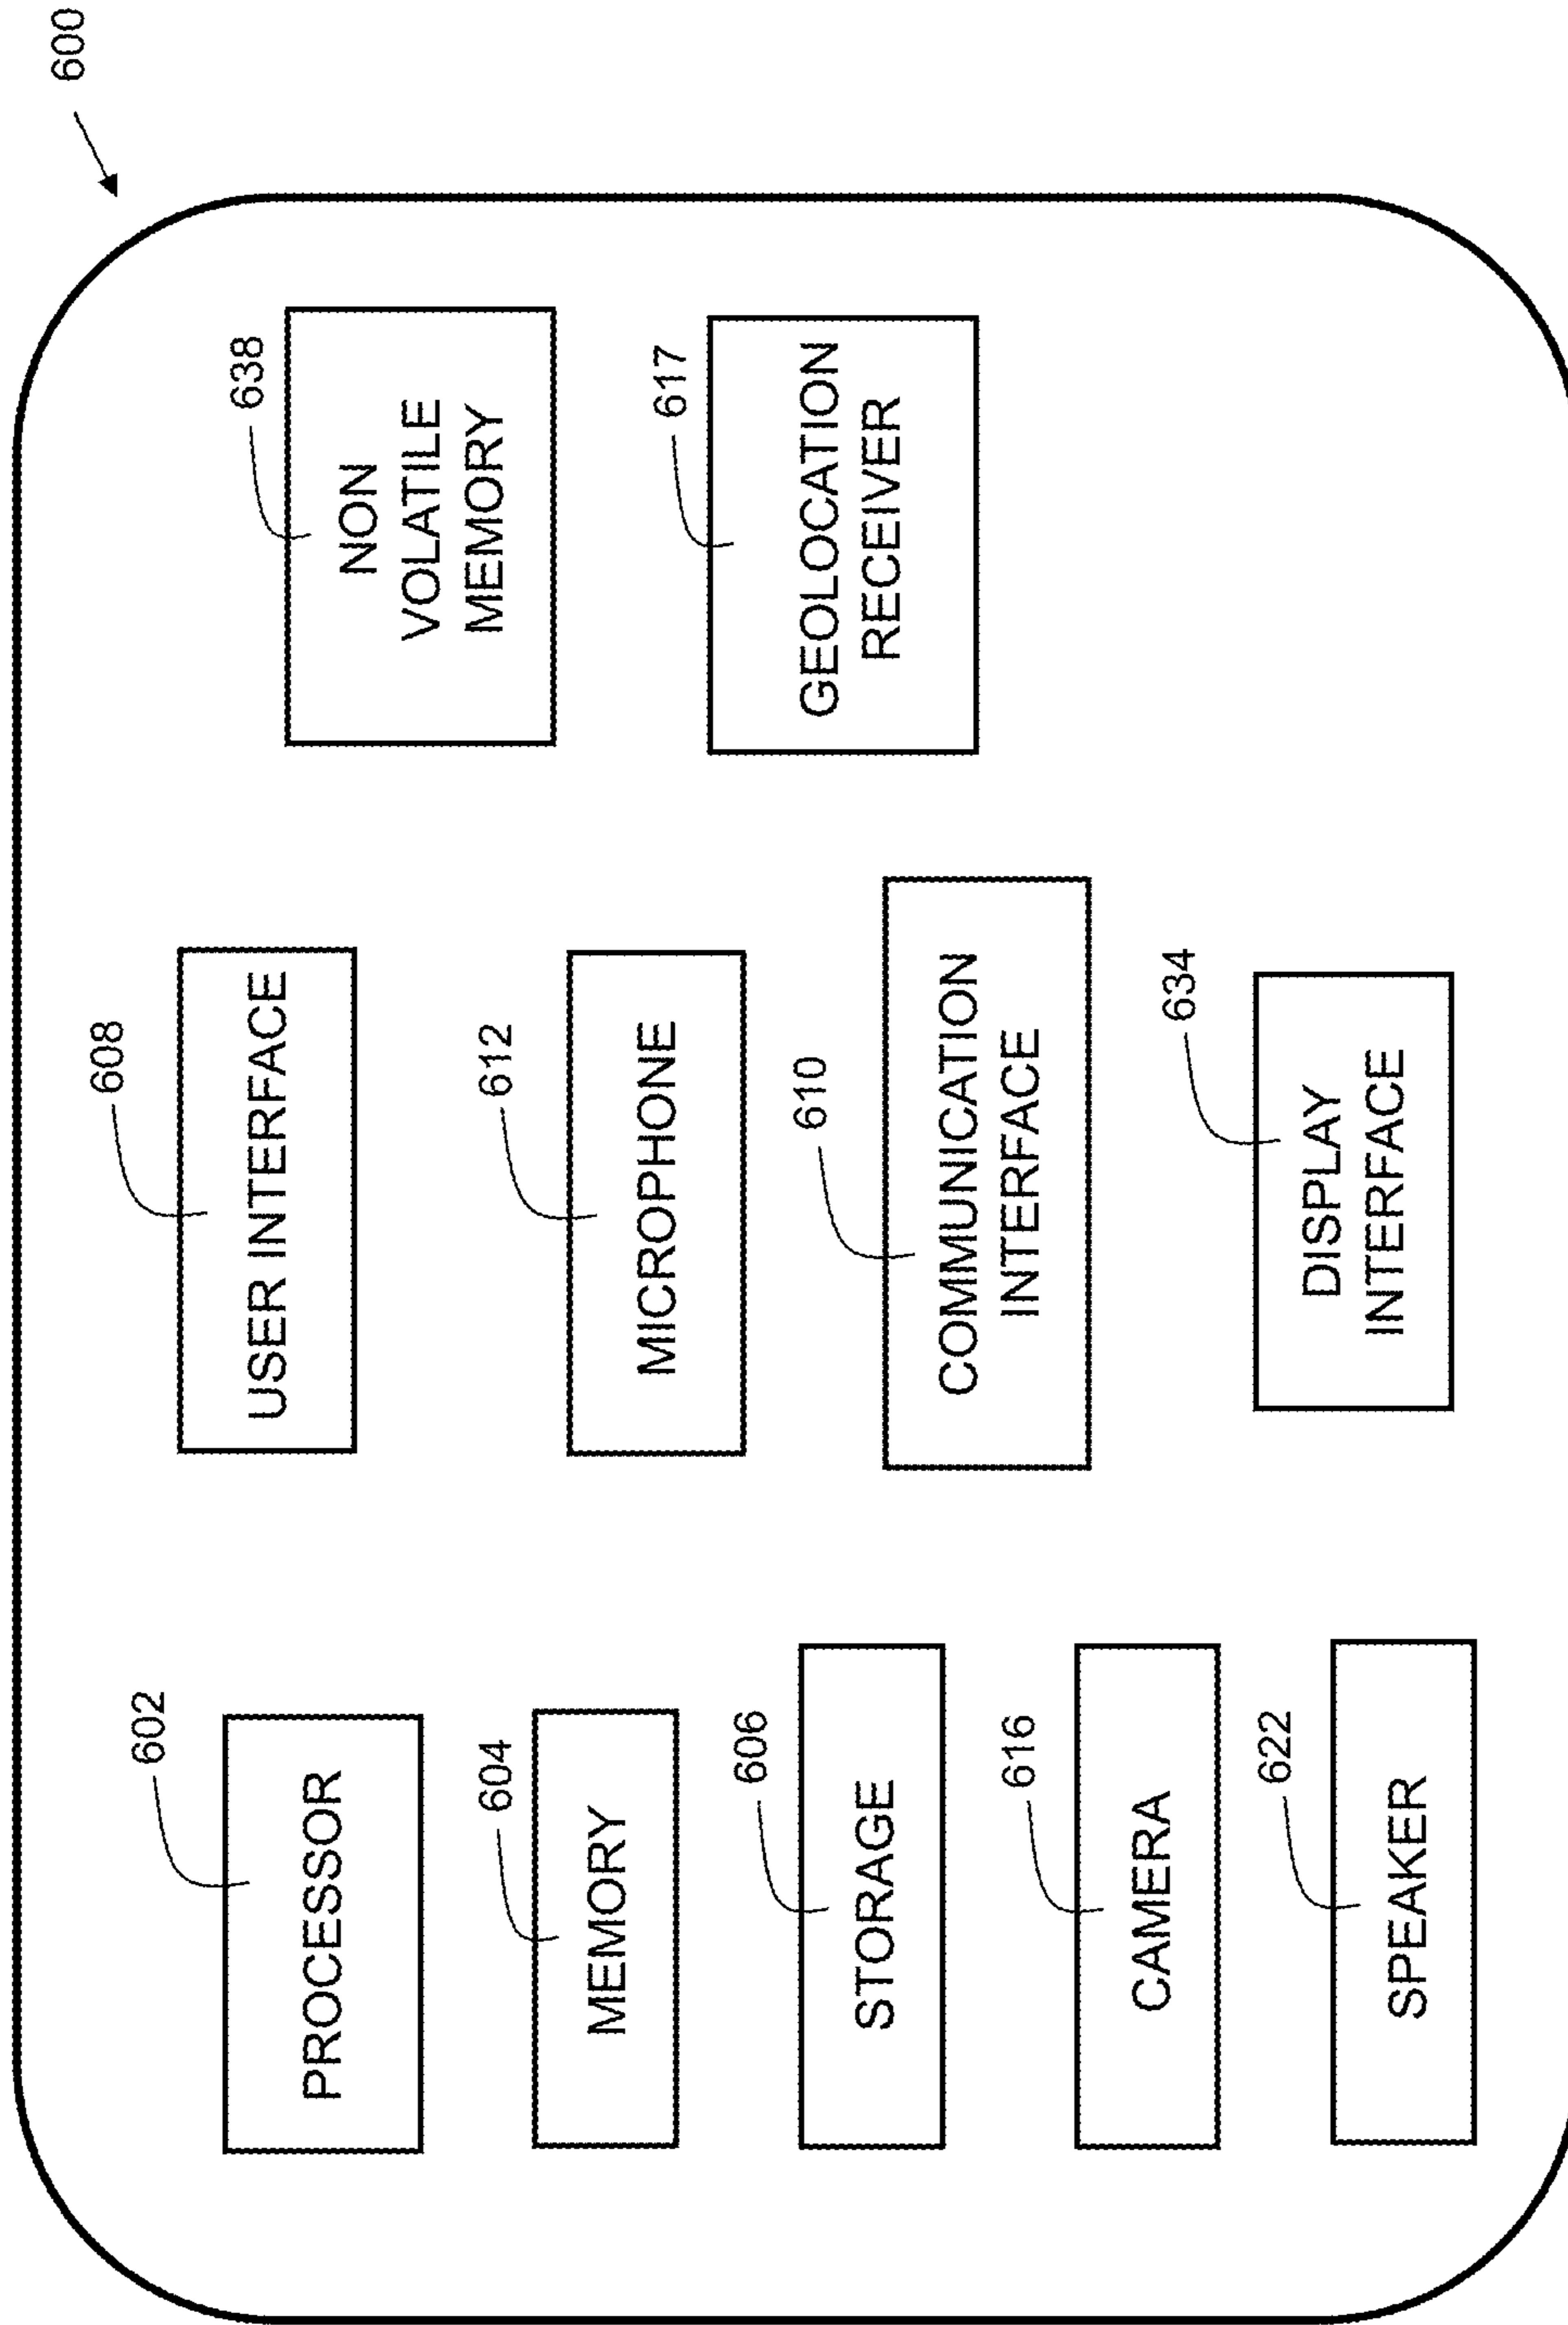 600
602
PROCESSOR
604
MEMORY
606
STORAGE
616
CAMERA
622
SPEAKER
608
USER INTERFACE
612
MICROPHONE
610
COMMUNICATION
INTERFACE
634
DISPLAY
INTERFACE
638
NON
VOLATILE
MEMORY
617
GEOLOCATION
RECEIVER